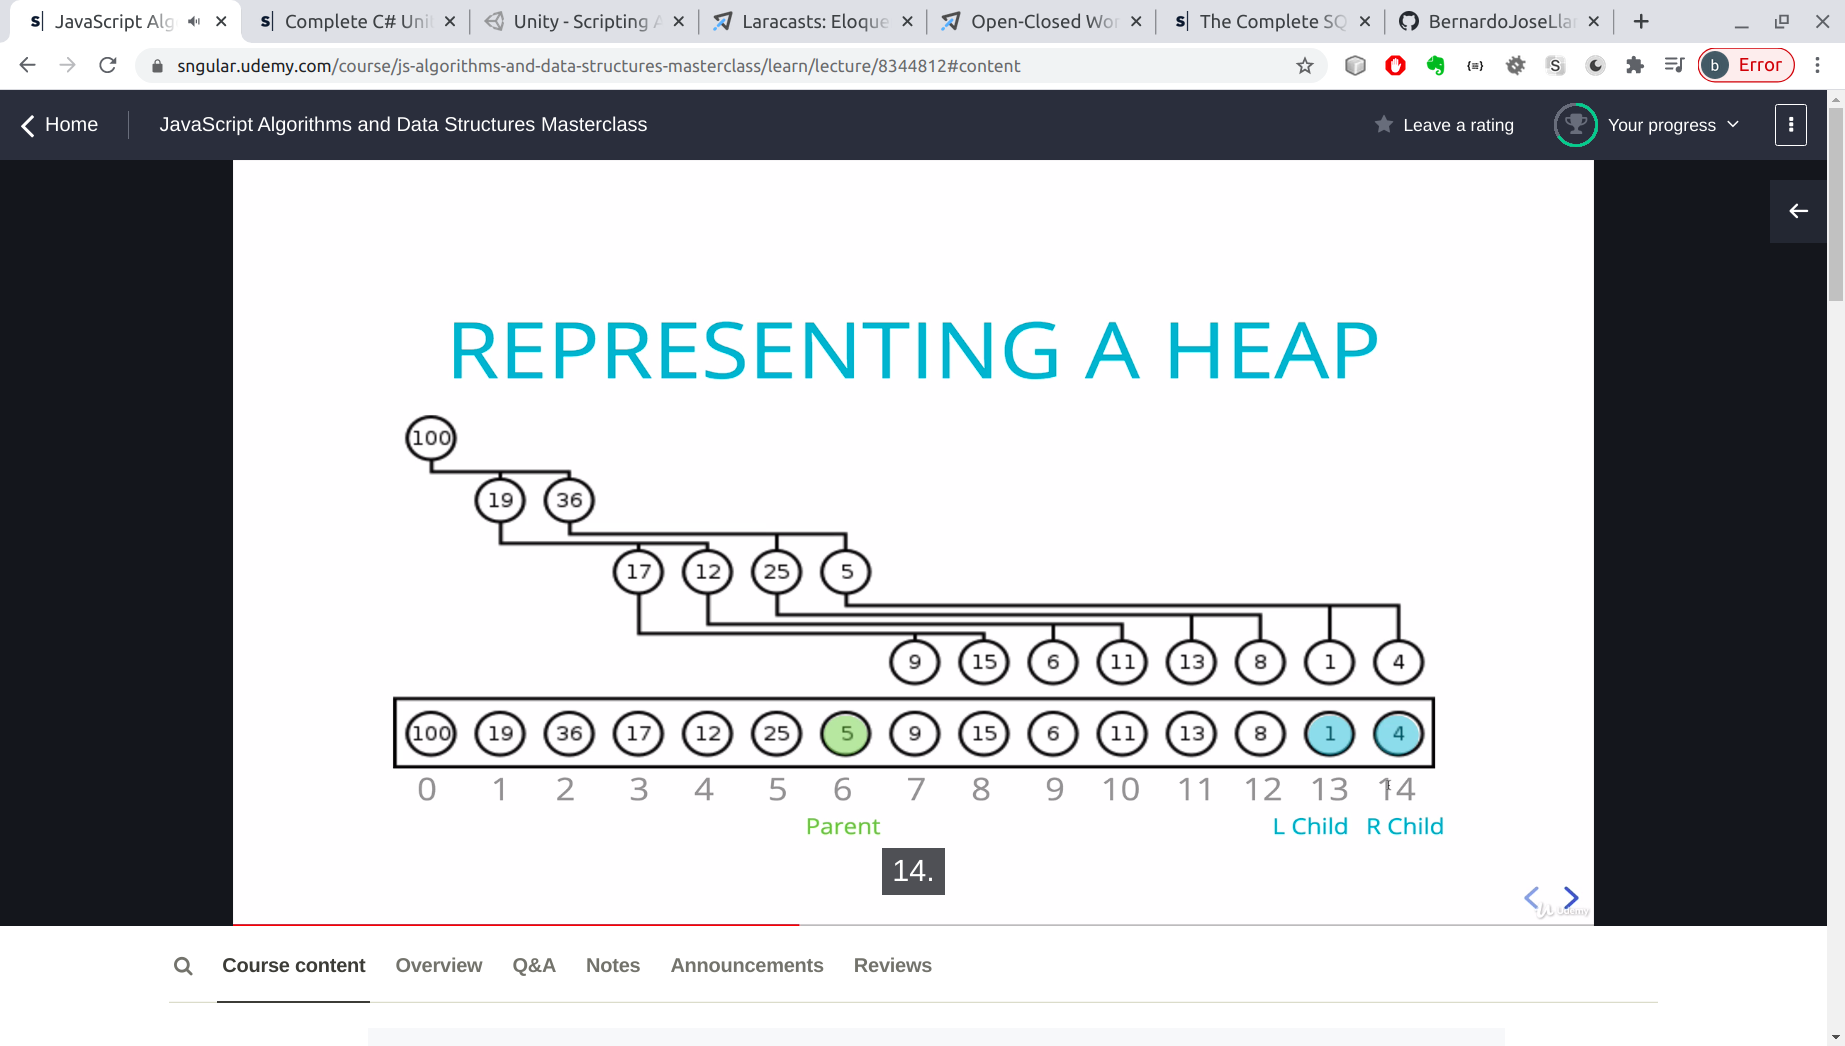 JavaScript Alg
Complete C# Uni
Unity - Scripting A
Laracasts: Eloque
Open-Closed Wor
The Complete SQ
BernardoJoseLlar
sngular.udemy.com/course/js-algorithms-and-data-structures-masterclass/learn/lecture/8344812#content
b Error
Home
JavaScript Algorithms and Data Structures Masterclass
Leave a rating
Your progress
REPRESENTING A HEAP
100
19 36
17 12 25 5
9 15 6 11 13 8 1 4
100 19 36 17 12 25 5 9 15 6 11 13 8 1 4
0 1 2 3 4 5 6 7 8 9 10 11 12 13 14
Parent L Child R Child
14.
Udemy
Course content Overview Q&A Notes Announcements Reviews